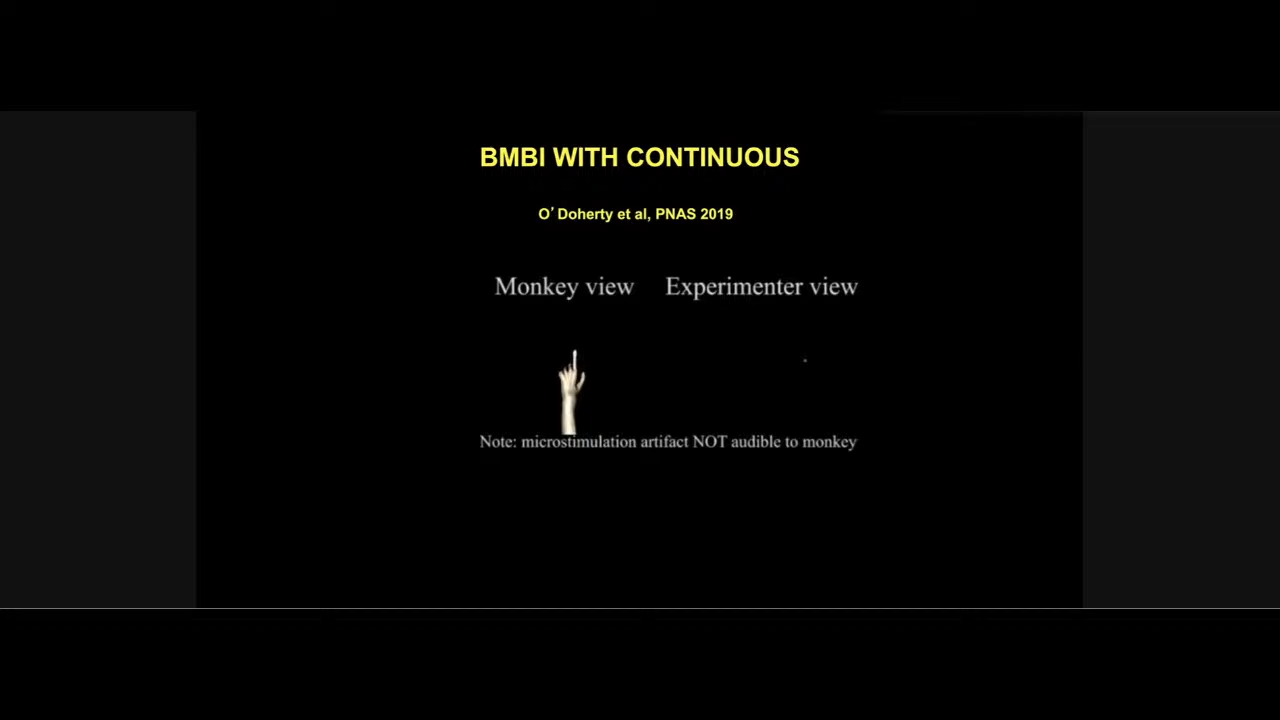 BMBI WITH CONTINUOUS
O’Doherty et al, PNAS 2019
Monkey view Experimenter view
Note: microstimulation artifact NOT audible to monkey